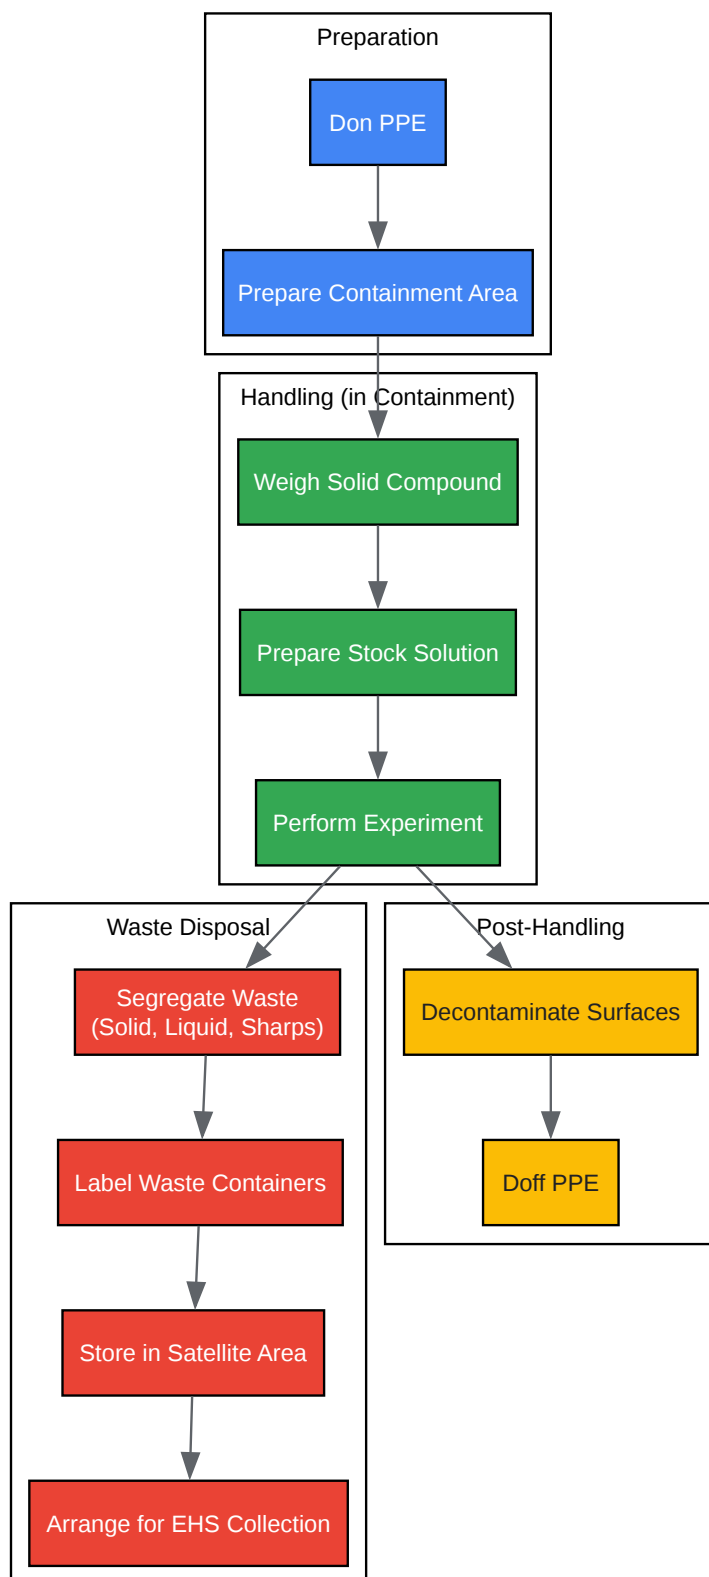 Preparation
Don PPE
Prepare Containment Area
Handling (in Containment)
Weigh Solid Compound
Prepare Stock Solution
Perform Experiment
Waste Disposal
Segregate Waste
(Solid, Liquid, Sharps)
Label Waste Containers
Store in Satellite Area
Arrange for EHS Collection
Post-Handling
Decontaminate Surfaces
Doff PPE